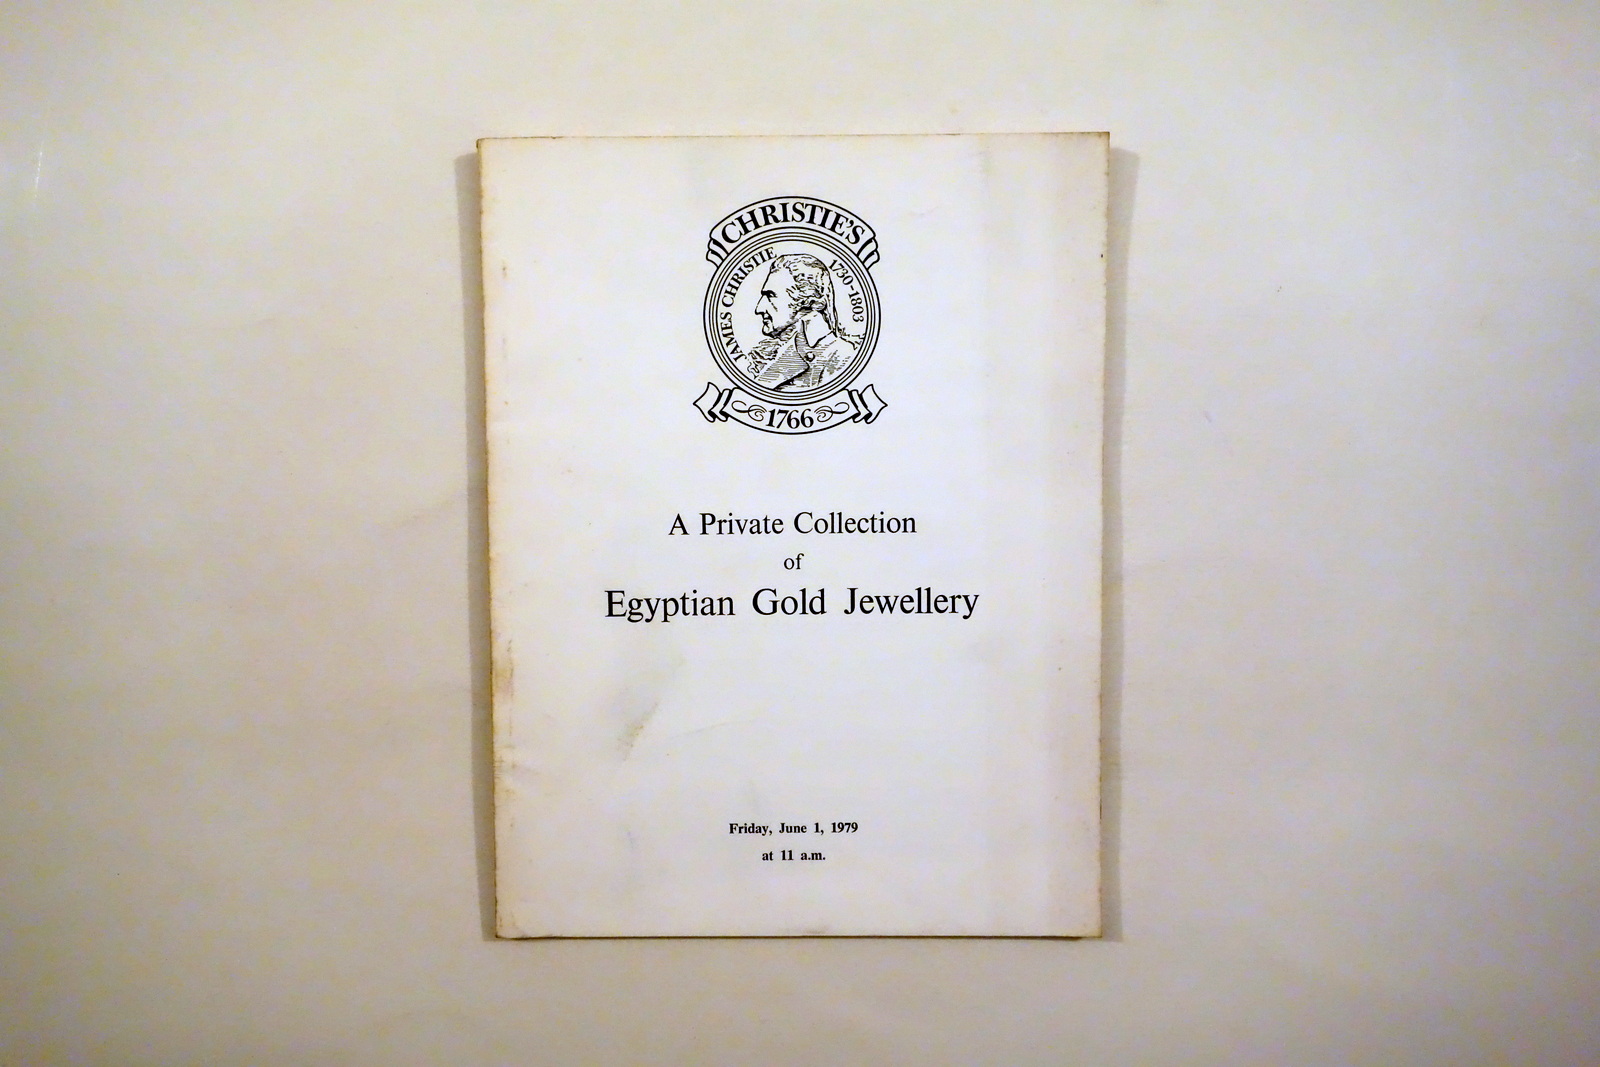 CHRISTIE'S
JAMES CHRISTIE 1730-1803
1766
A Private Collection
of
Egyptian Gold Jewellery
Friday, June 1, 1979
at 11 a.m.